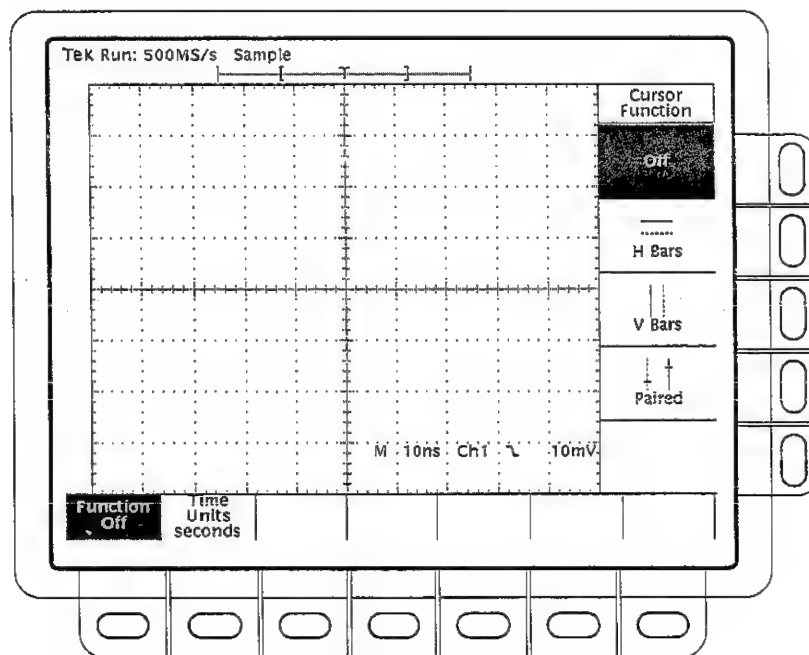 Tek Run: 500MS/s Sample
Cursor
Function
Off
H Bars
V Bars
Paired
M 10ns Ch1 10mV
Function
Off
Time
Units
seconds